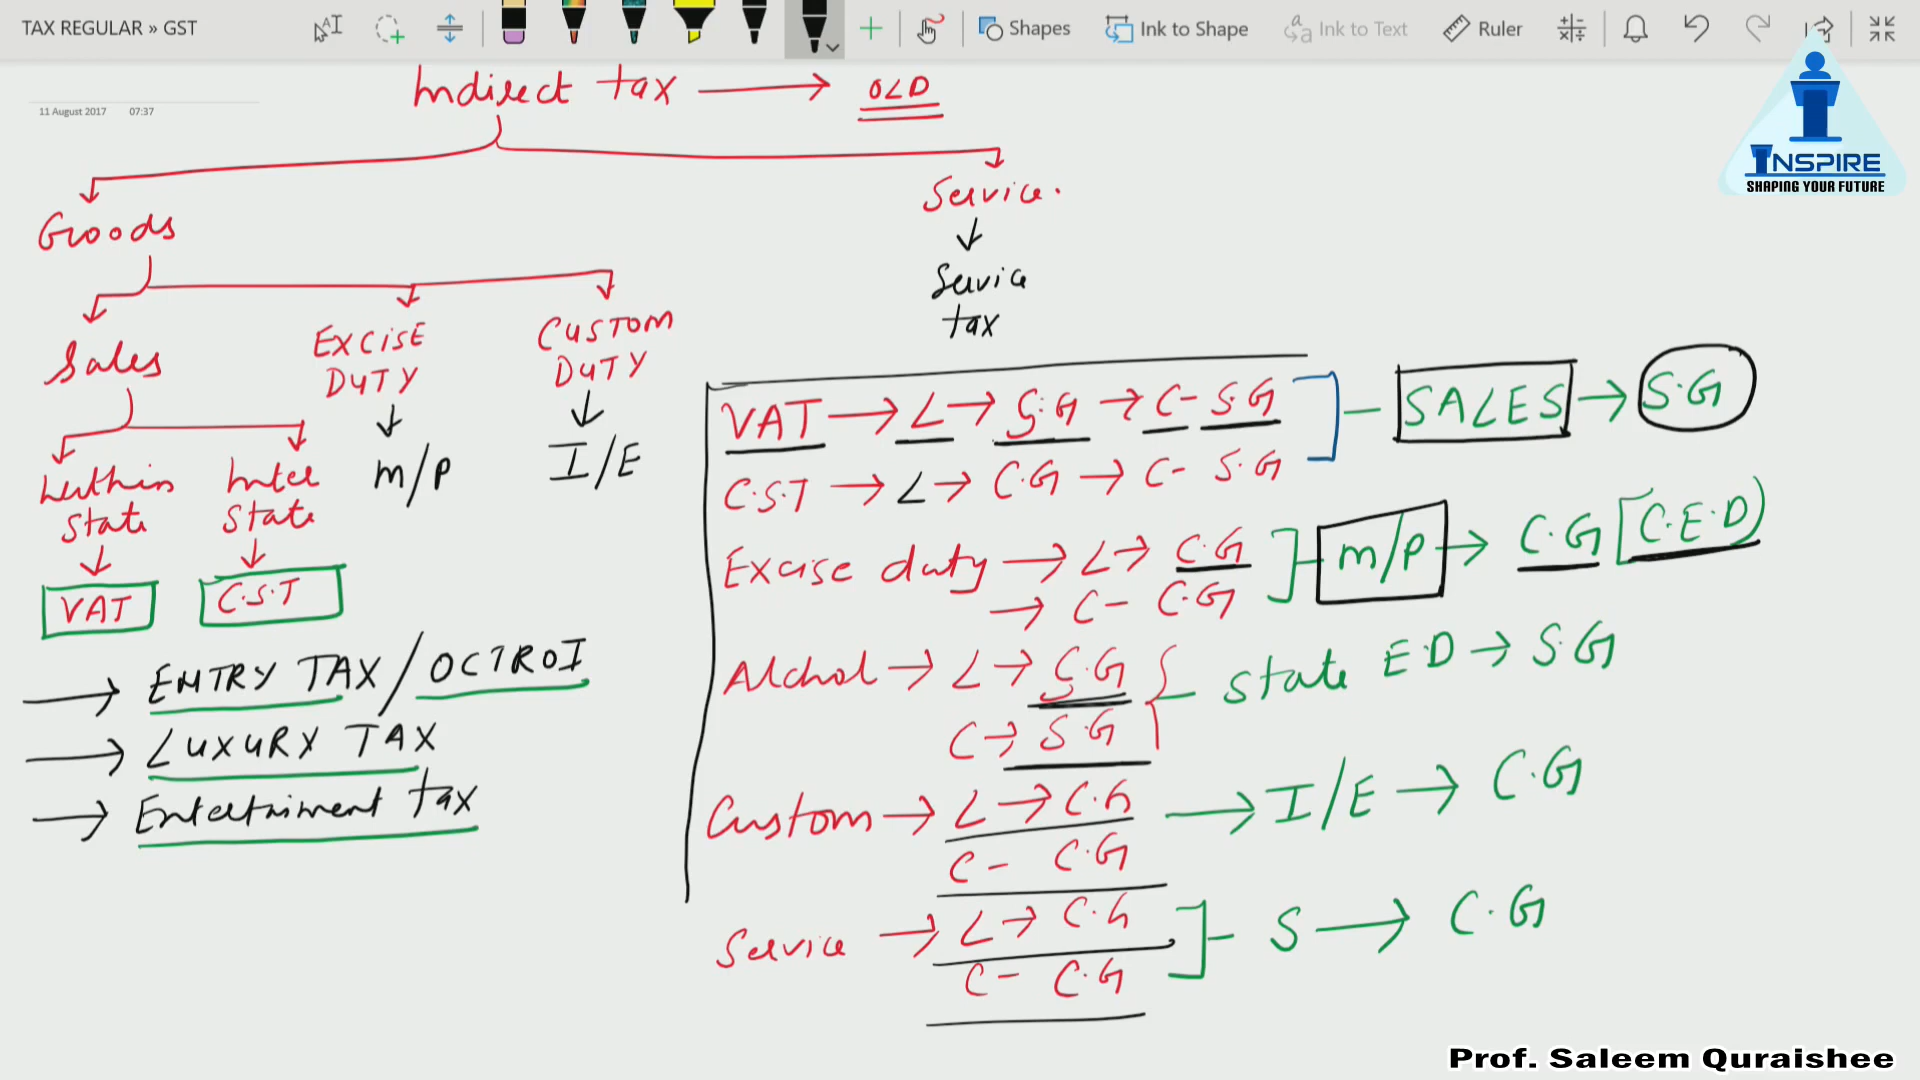 TAX REGULAR » GST
Shapes
Ink to Shape
Ink to Text
Ruler
Indirect tax → OLD
11 August 2017 07:37
INSPIRE
SHAPING YOUR FUTURE
Goods
Service.
Service
tax
Sales
EXCISE
DUTY
CUSTOM
DUTY
m/p
I/E
Within
State
Inter
State
VAT
C.S.T
→ ENTRY TAX / OCTROI
→ LUXURY TAX
→ Entertainment tax
VAT → L → S.G → C- S.G - SALES → S.G
C.S.T → L → C.G → C- S.G
Excise duty → L → C.G - m/p → C.G [C.E.D)
→ C- C.G
Alchol → L → C.G - State E.D → S.G
C → S.G
Custom → L → C.G → I/E → C.G
C- C.G
Service → L → C.G - S → C.G
C- C.G
Prof. Saleem Quraishee